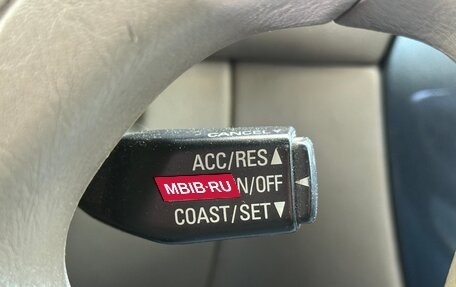 CANCEL▼
ACC/RES▲
MBIB·RU N/OFF ◀
COAST/SET▼